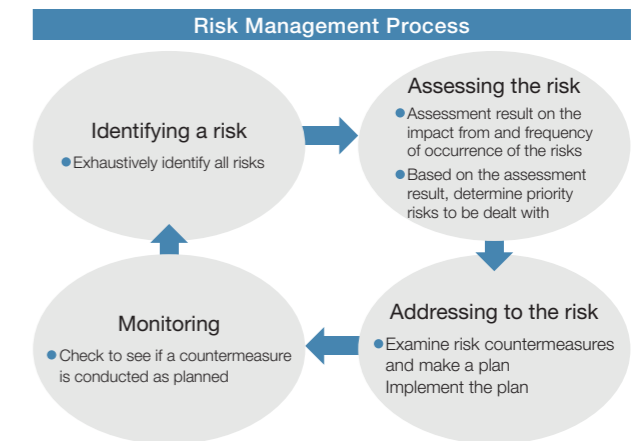 Risk Management Process
Identifying a risk
●Exhaustively identify all risks
Assessing the risk
●Assessment result on the
impact from and frequency
of occurrence of the risks
●Based on the assessment
result, determine priority
risks to be dealt with
Addressing to the risk
●Examine risk countermeasures
and make a plan
Implement the plan
Monitoring
●Check to see if a countermeasure
is conducted as planned